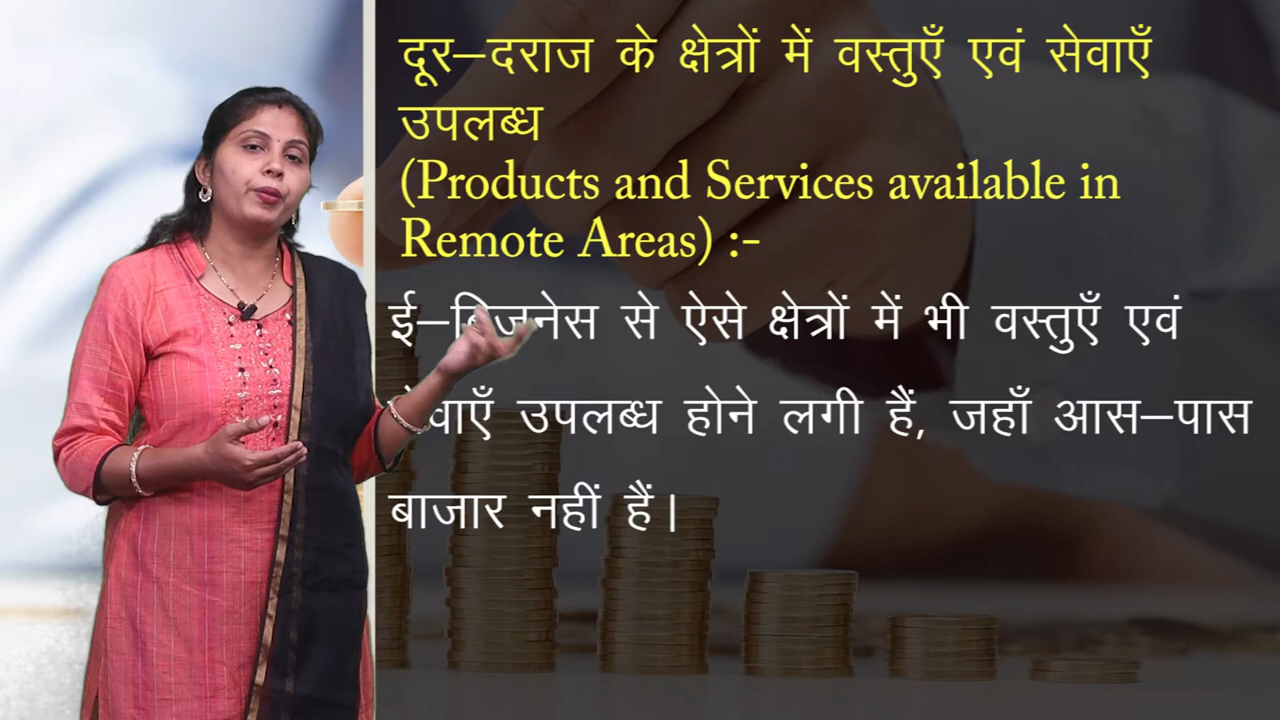 दूर–दराज के क्षेत्रों में वस्तुएँ एवं सेवाएँ
उपलब्ध
(Products and Services available in
Remote Areas) :-
ई–बिजनेस से ऐसे क्षेत्रों में भी वस्तुएँ एवं
सेवाएँ उपलब्ध होने लगी हैं, जहाँ आस–पास
बाजार नहीं हैं।